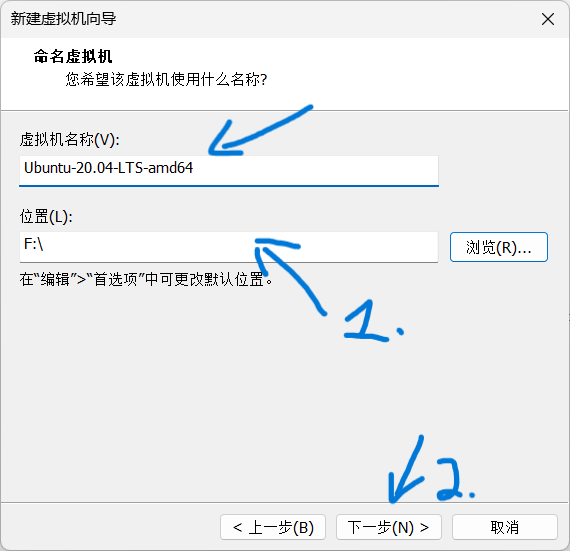 新建虚拟机向导
命名虚拟机
您希望该虚拟机使用什么名称?
虚拟机名称(V):
Ubuntu-20.04-LTS-amd64
位置(L):
F:\
浏览(R)...
在“编辑”>“首选项”中可更改默认位置。
1.
2.
< 上一步(B)
下一步(N) >
取消